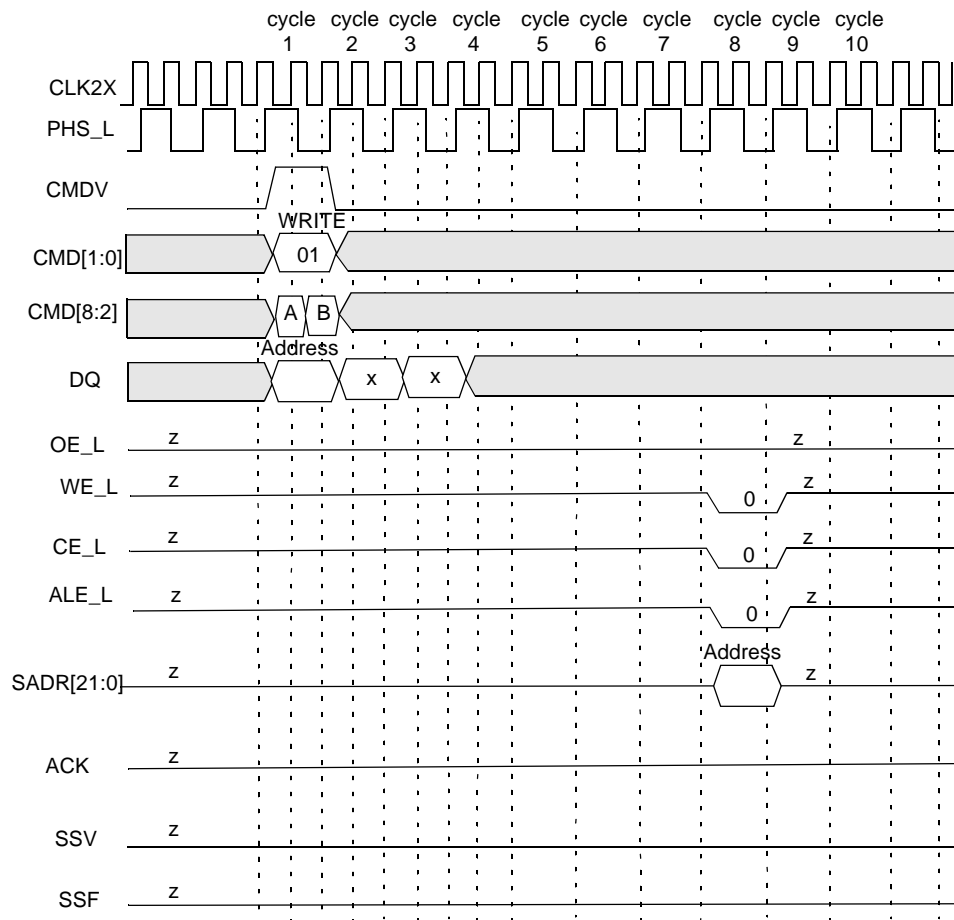 cycle cycle cycle cycle cycle cycle cycle cycle cycle cycle
1 2 3 4 5 6 7 8 9 10
CLK2X
PHS_L
CMDV
WRITE
CMD[1:0] 01
CMD[8:2] A B
Address
DQ x x
OE_L z z
WE_L z 0 z
CE_L z 0 z
ALE_L z 0 z
Address
SADR[21:0] z z
ACK z
SSV z
SSF z